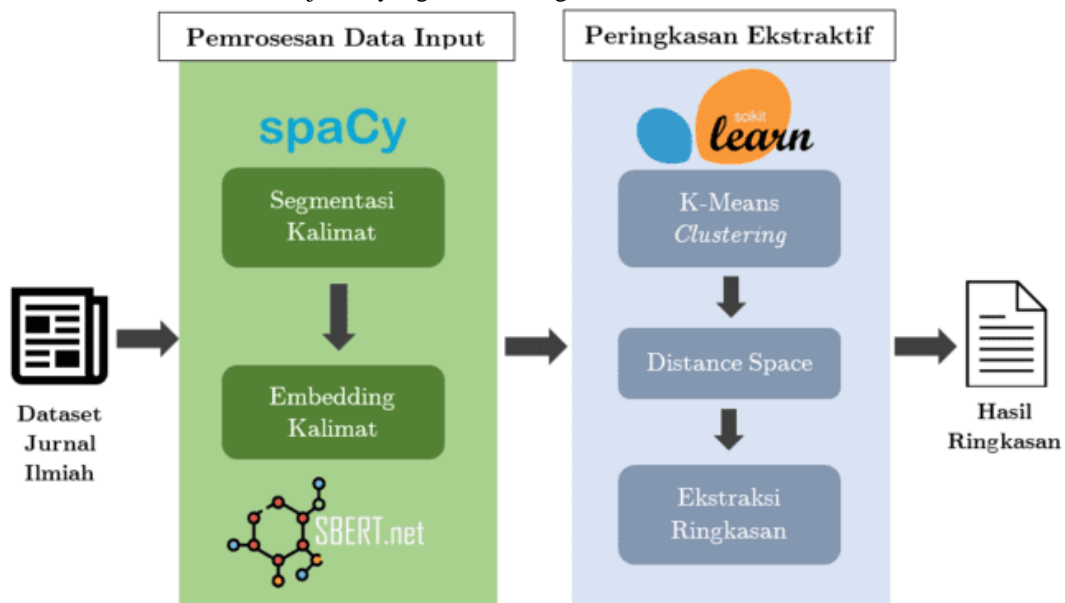 Pemrosesan Data Input
Peringkasan Ekstraktif
spaCy
Segmentasi
Kalimat
Embedding
Kalimat
SBERT.net
scikit
learn
K-Means
Clustering
Distance Space
Ekstraksi
Ringkasan
Dataset
Jurnal
Ilmiah
Hasil
Ringkasan